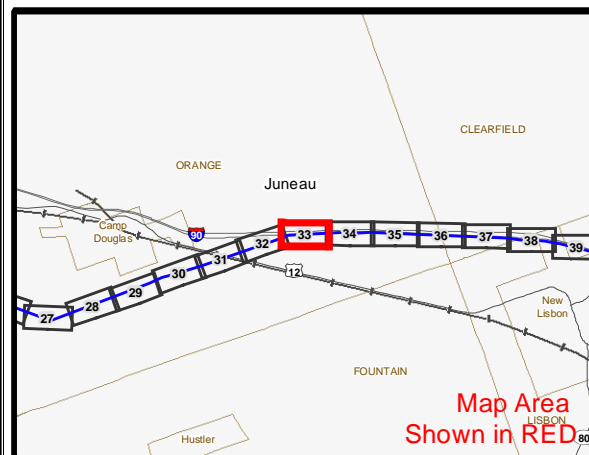 CLEARFIELD
ORANGE
Juneau
Camp
Douglas
90
33
34
35
36
37
38
39
32
31
30
29
28
27
12
New
Lisbon
FOUNTAIN
Map Area
Shown in RED
LISBON
80
Hustler